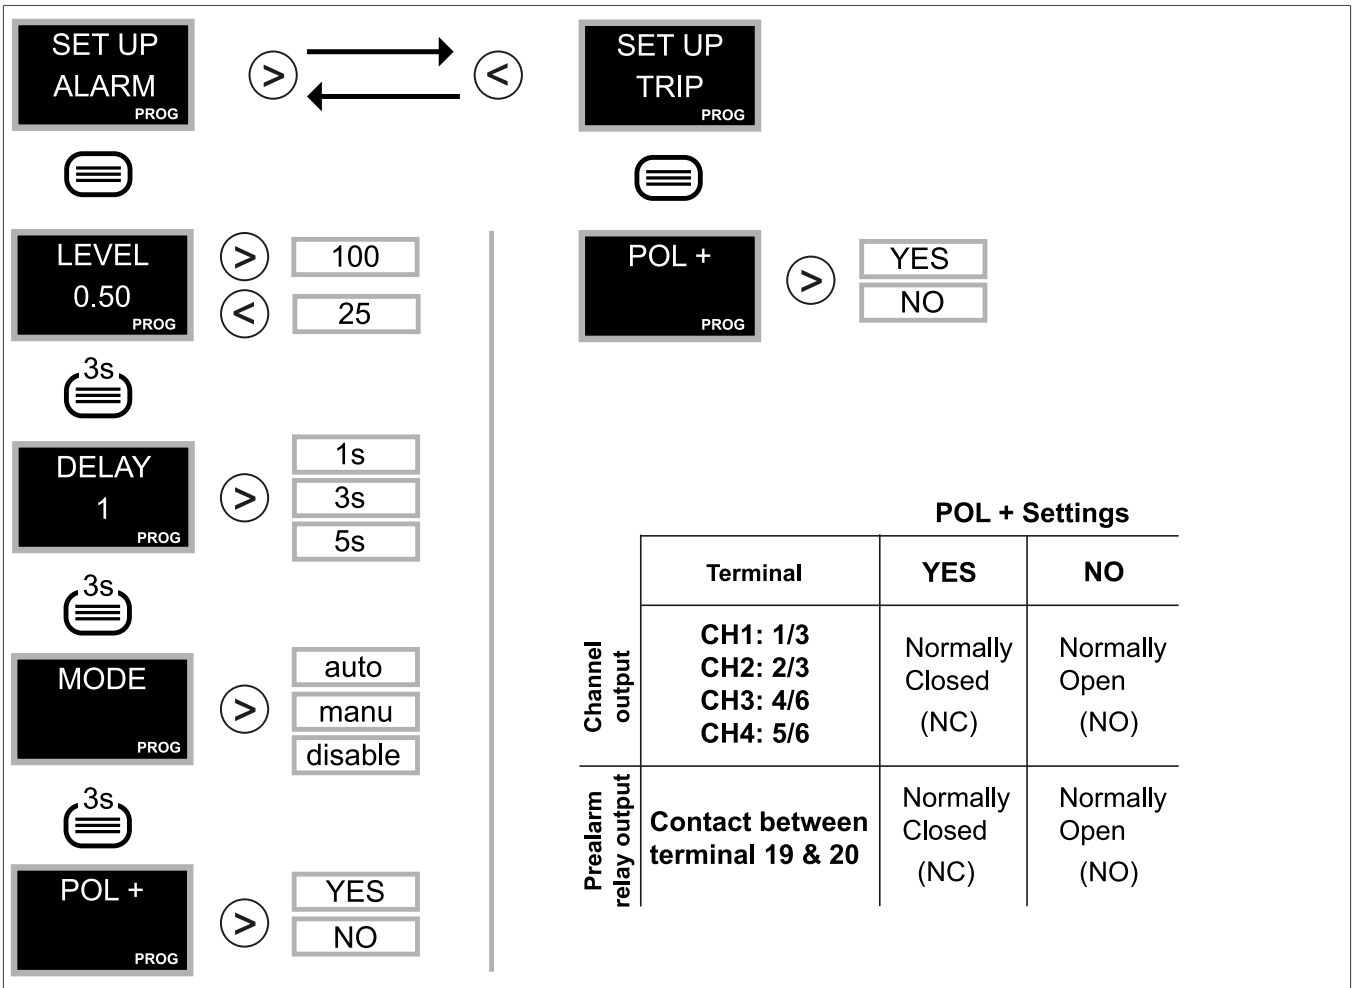 SET UP
ALARM
PROG
>
<
SET UP
TRIP
PROG
LEVEL
0.50
PROG
>
100
<
25
3s
DELAY
1
PROG
>
1s
3s
5s
3s
MODE
PROG
>
auto
manu
disable
3s
POL +
PROG
>
YES
NO
POL +
PROG
>
YES
NO
POL + Settings
Terminal
YES
NO
Channel
output
CH1: 1/3
CH2: 2/3
CH3: 4/6
CH4: 5/6
Normally
Closed
(NC)
Normally
Open
(NO)
Prealarm
relay output
Contact between
terminal 19 & 20
Normally
Closed
(NC)
Normally
Open
(NO)